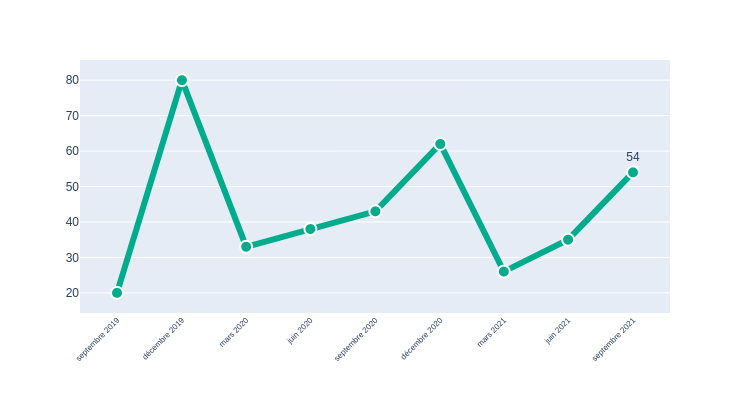 80
70
60
50
40
30
20
54
septembre 2019
décembre 2019
mars 2020
juin 2020
septembre 2020
décembre 2020
mars 2021
juin 2021
septembre 2021